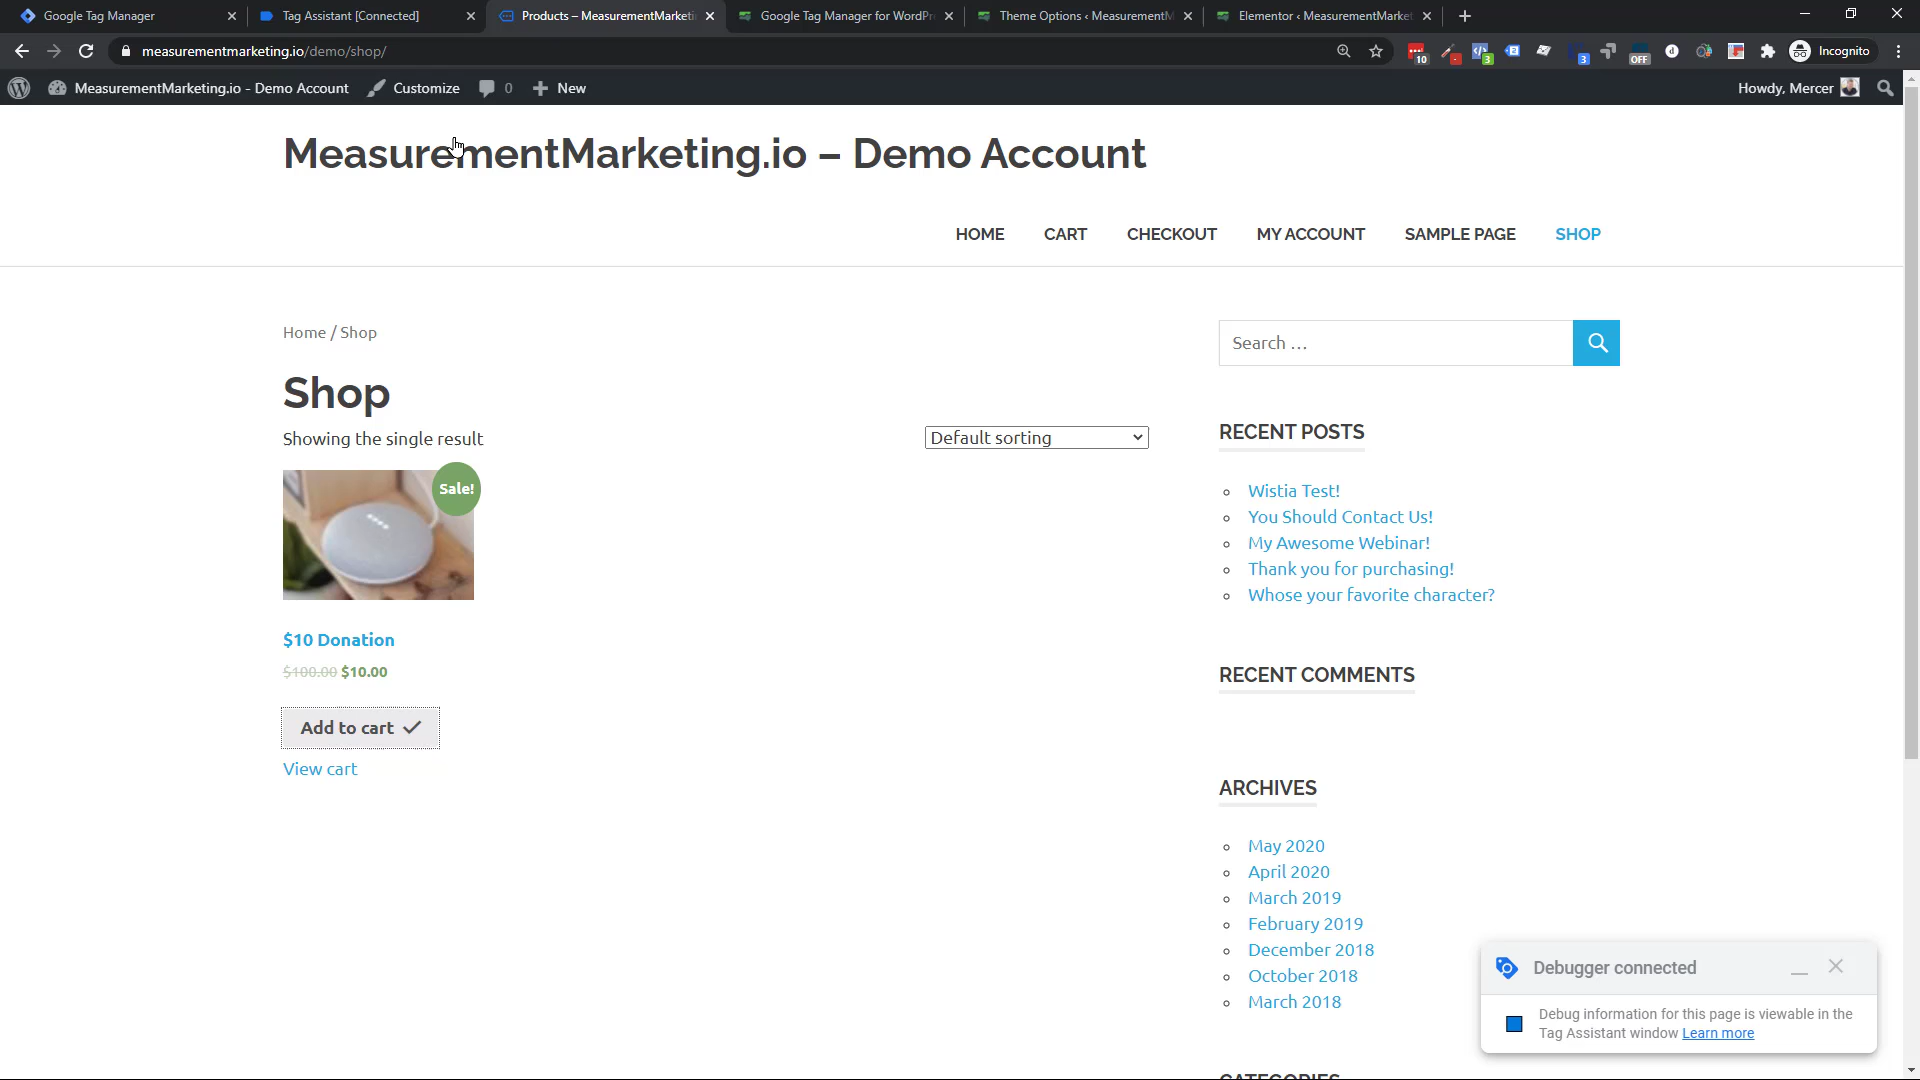 Google Tag Manager
Tag Assistant [Connected]
Products – MeasurementMarketi
Google Tag Manager for WordPr
Theme Options ‹ MeasurementM
Elementor ‹ MeasurementMarket
measurementmarketing.io/demo/shop/
10
3
3
OFF
d
Incognito
MeasurementMarketing.io - Demo Account
Customize
0
New
Howdy, Mercer
MeasurementMarketing.io – Demo Account
HOME
CART
CHECKOUT
MY ACCOUNT
SAMPLE PAGE
SHOP
Home / Shop
Shop
Showing the single result
Default sorting
Sale!
$10 Donation
$100.00 $10.00
Add to cart
View cart
Search …
RECENT POSTS
Wistia Test!
You Should Contact Us!
My Awesome Webinar!
Thank you for purchasing!
Whose your favorite character?
RECENT COMMENTS
ARCHIVES
May 2020
April 2020
March 2019
February 2019
December 2018
October 2018
March 2018
CATEGORIES
Debugger connected
Debug information for this page is viewable in the
Tag Assistant window Learn more